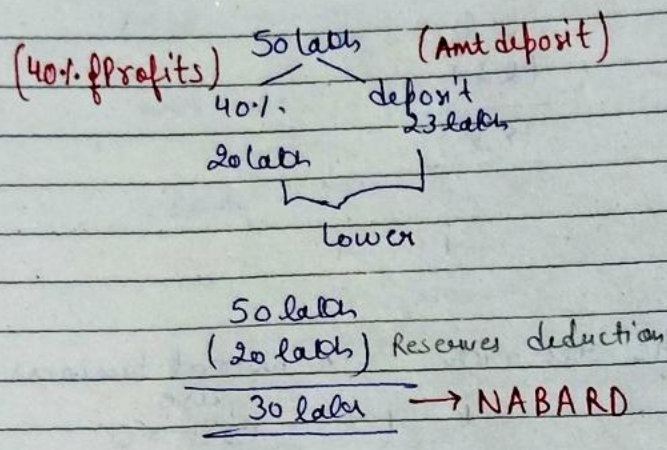 50 lakh (Amt deposit)
(40% of Profits)
40% deposit
23 lakh
20 lakh
lower
50 lakh
(20 lakh) Reserves deduction
30 lakh → NABARD